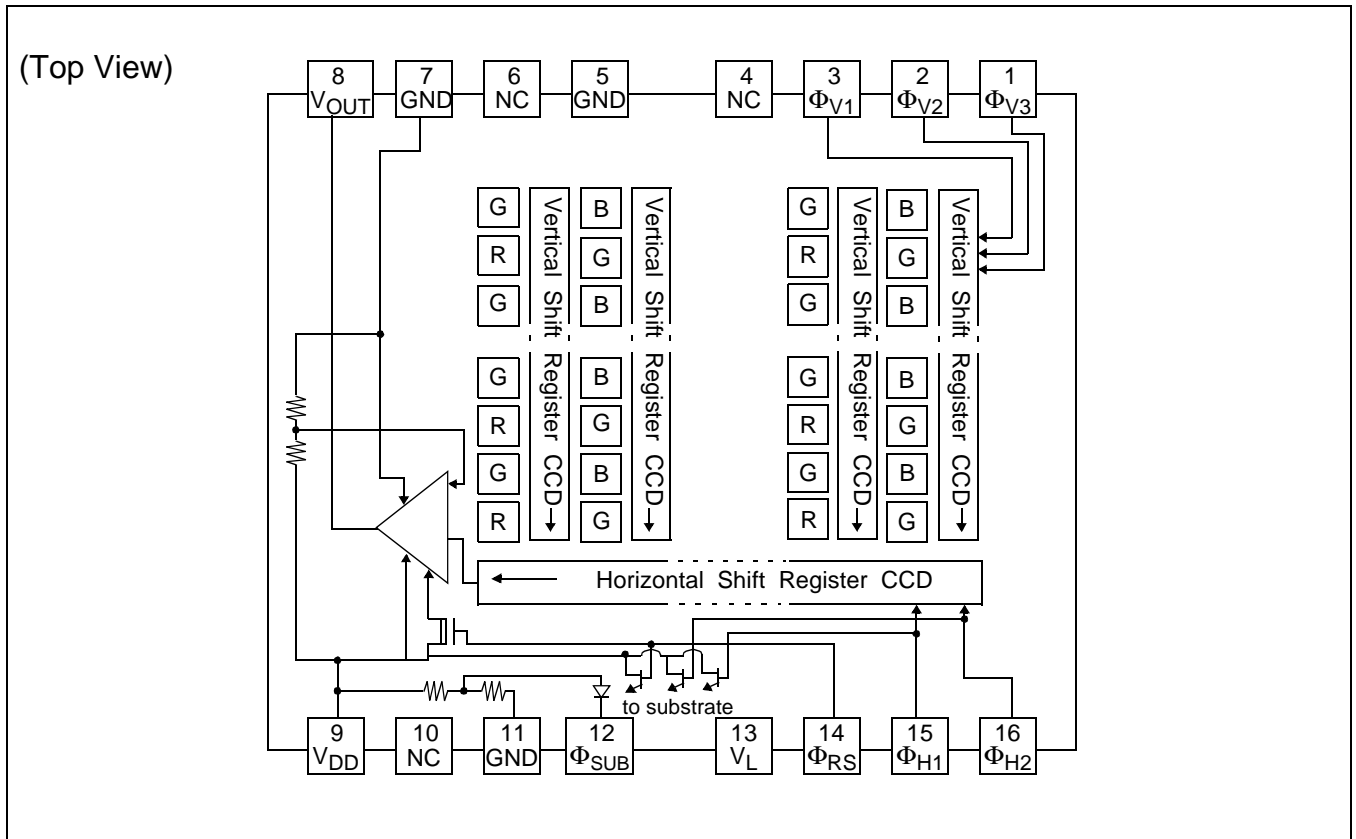 (Top View)
8 7 6 5 4 3 2 1
VOUT GND NC GND NC ΦV1 ΦV2 ΦV3
G B G B
R G R G
G B G B
G B G B
R G R G
G B G B
R G R G
Vertical Shift Register CCD
Vertical Shift Register CCD
Vertical Shift Register CCD
Vertical Shift Register CCD
Horizontal Shift Register CCD
to substrate
9 10 11 12 13 14 15 16
VDD NC GND ΦSUB VL ΦRS ΦH1 ΦH2